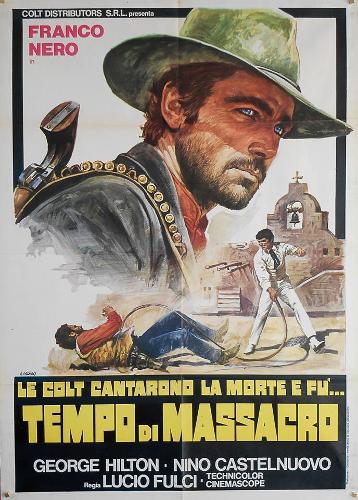 COLT DISTRIBUTORS S.R.L. presenta
FRANCO
NERO
in
LE COLT CANTARONO LA MORTE E FU'...
TEMPO DI MASSACRO
GEORGE HILTON · NINO CASTELNUOVO
Regia LUCIO FULCI · TECHNICOLOR
CINEMASCOPE